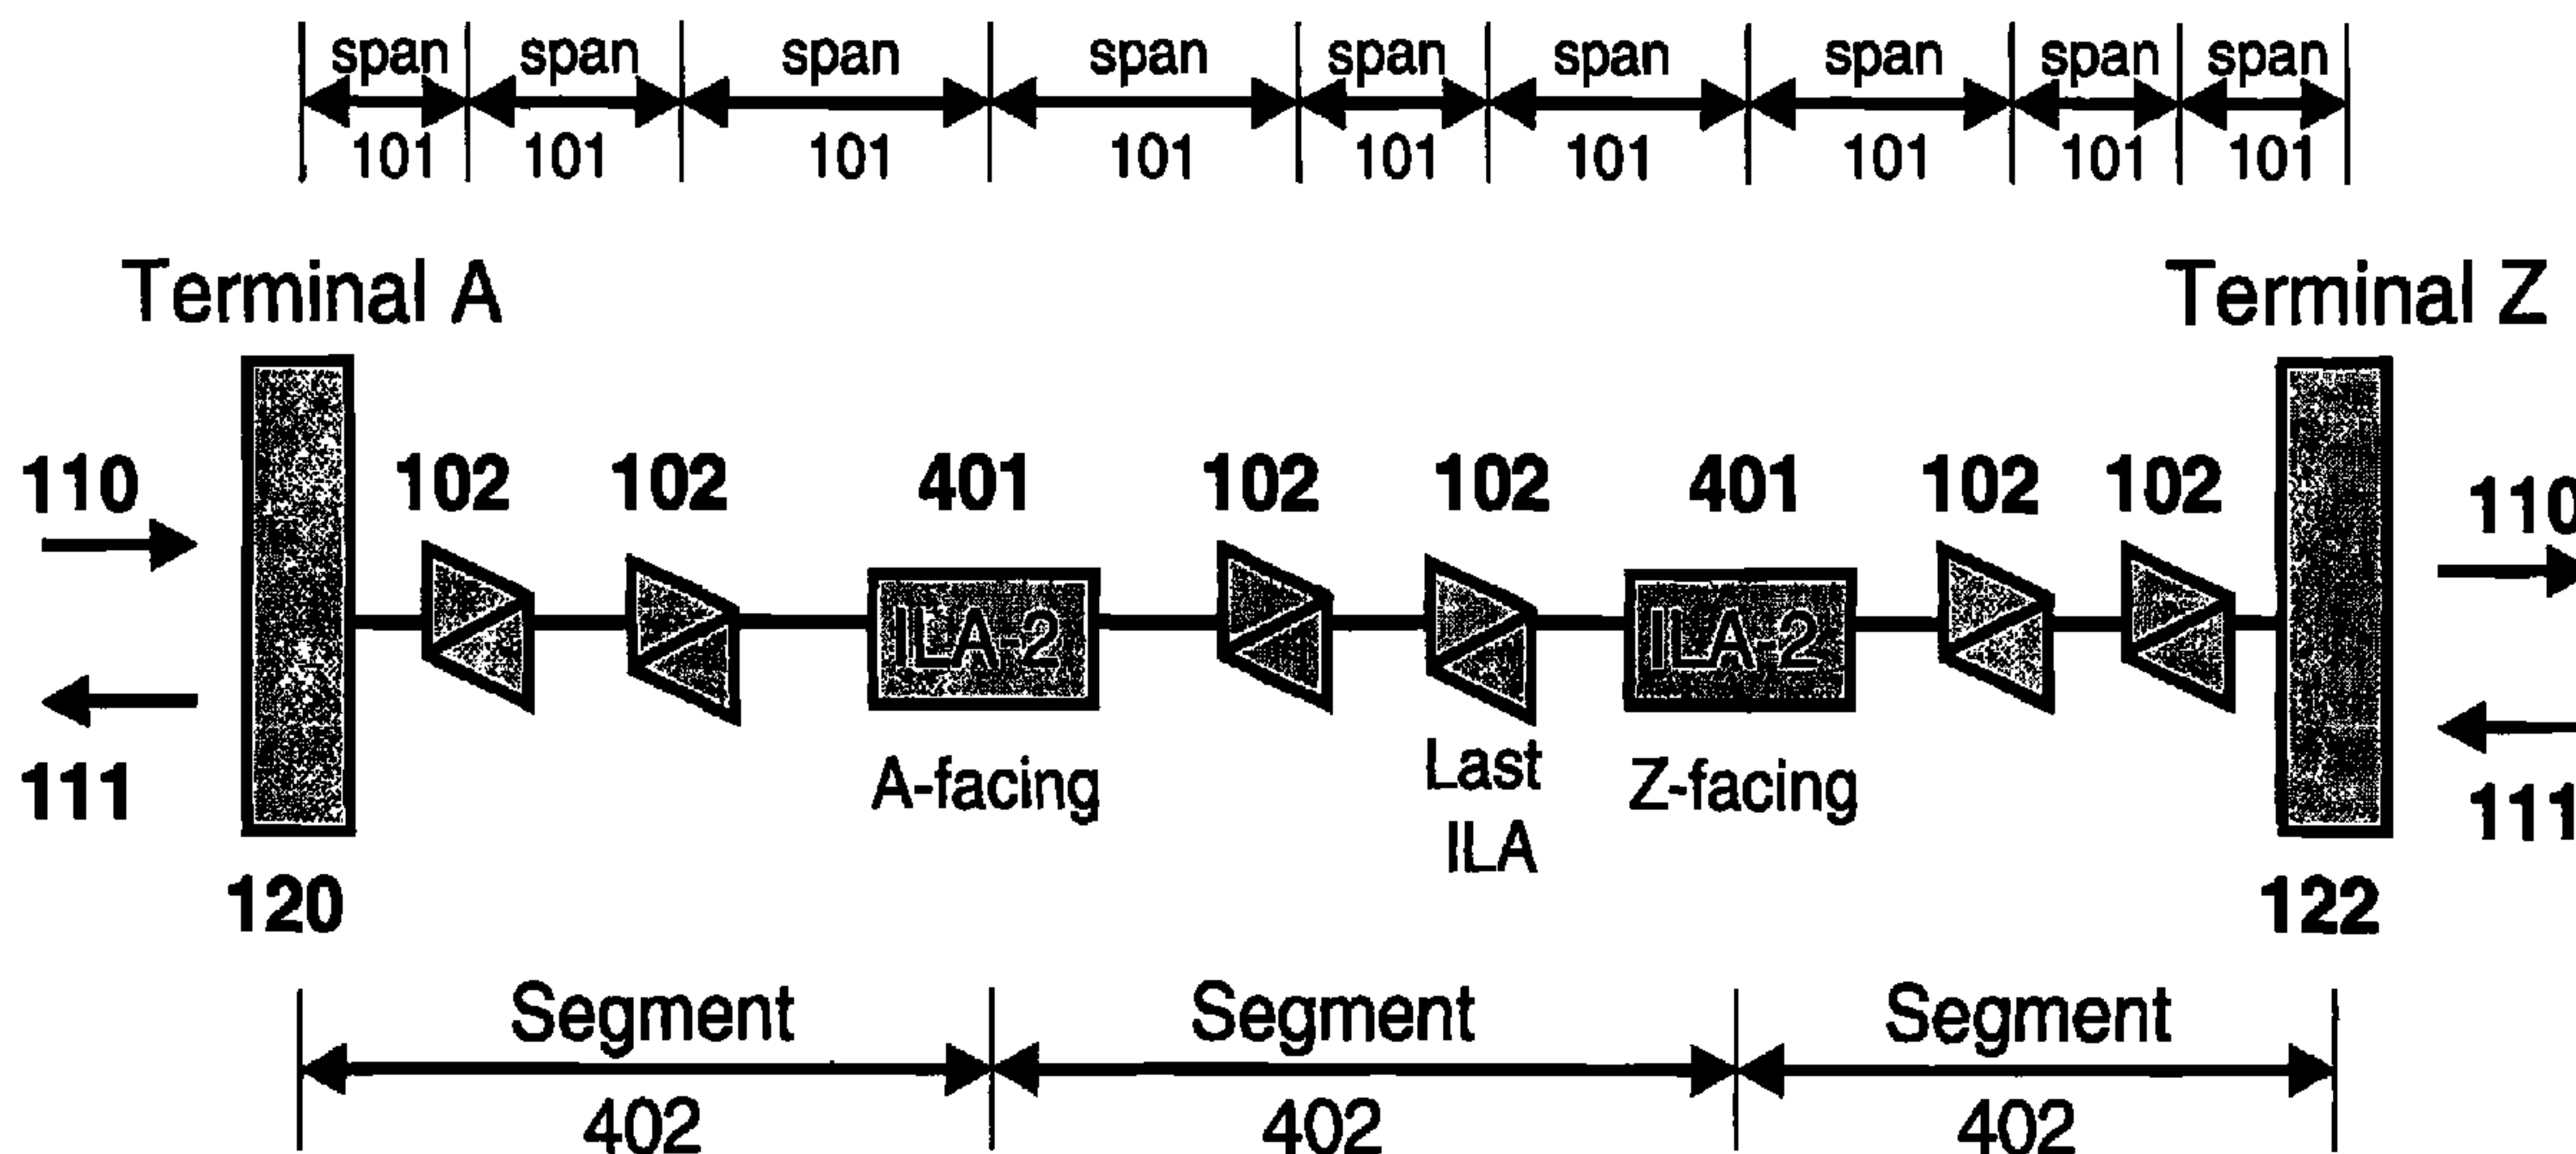 span span span span span span span span span
101 101 101 101 101 101 101 101 101
Terminal A Terminal Z
110 102 102 401 102 102 401 102 102 110
ILA-2 ILA-2
111 A-facing Last ILA Z-facing 111
120 122
Segment Segment Segment
402 402 402